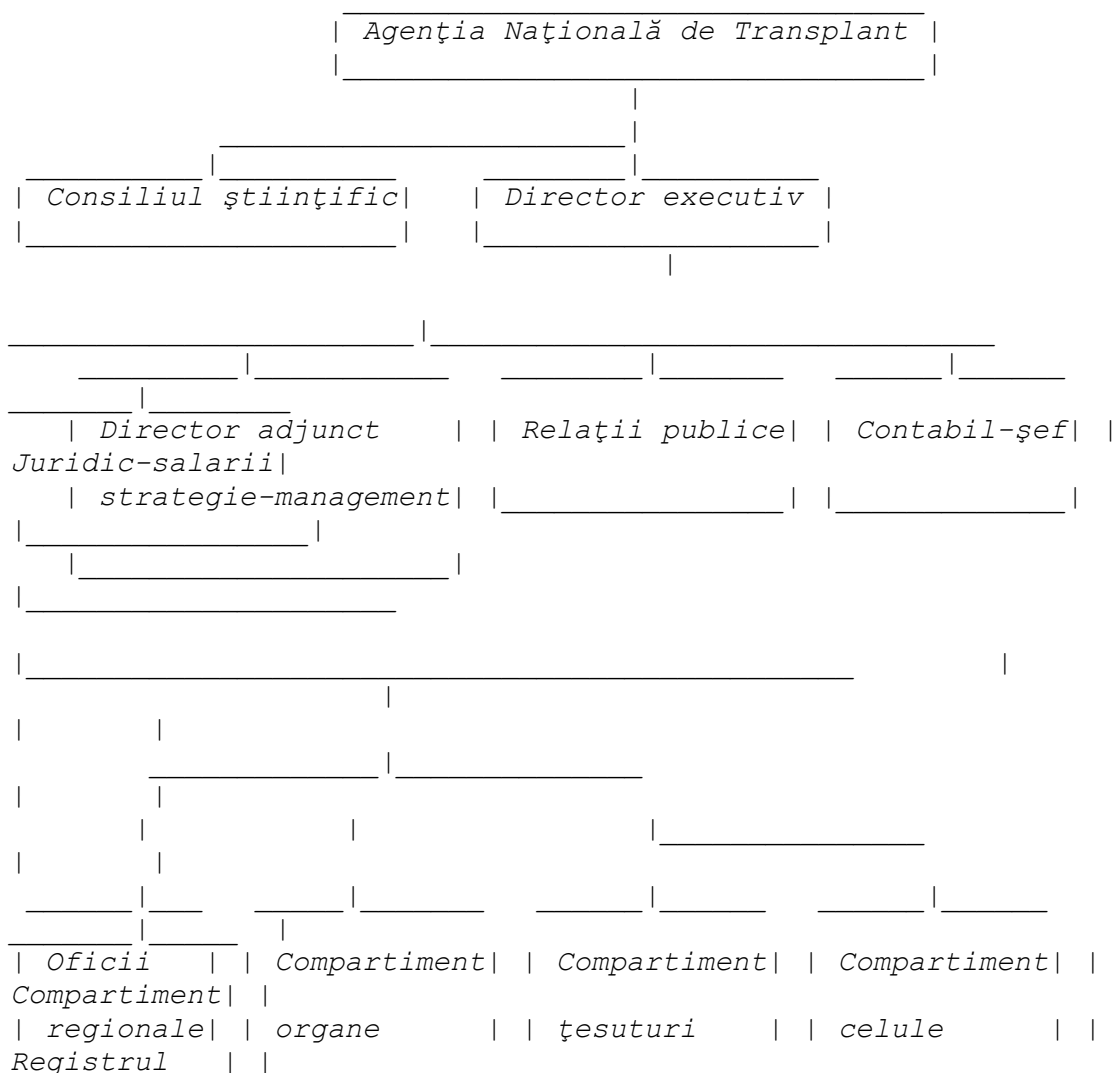 Agenţia Naţională de Transplant
Consiliul ştiinţific Director executiv
Director adjunct Relaţii publice Contabil-şef
Juridic-salarii
strategie-management
Oficii Compartiment Compartiment Compartiment
Compartiment
regionale organe ţesuturi celule
Registrul